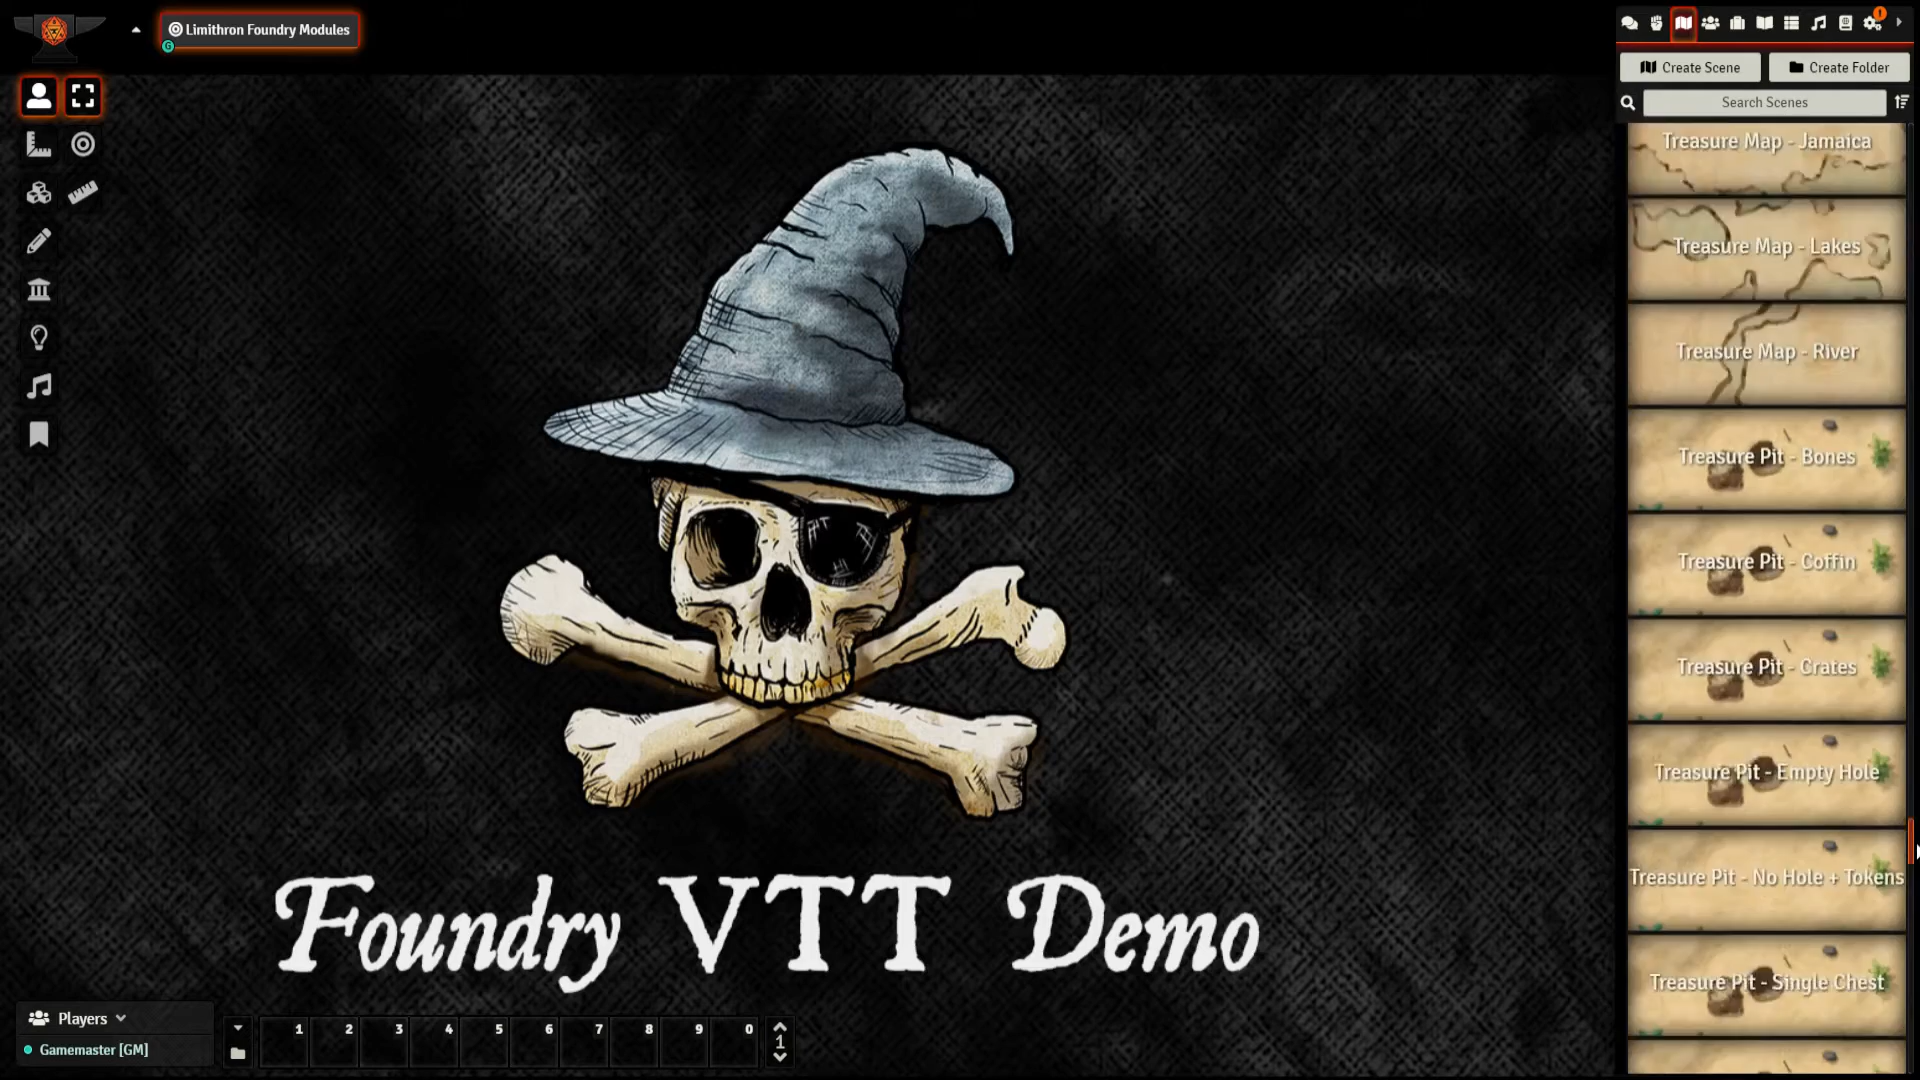 Limithron Foundry Modules
G
Create Scene
Create Folder
Search Scenes
Treasure Map - Jamaica
Treasure Map - Lakes
Treasure Map - River
Treasure Pit - Bones
Treasure Pit - Coffin
Treasure Pit - Crates
Treasure Pit - Empty Hole
Treasure Pit - No Hole + Tokens
Treasure Pit - Single Chest
Foundry VTT Demo
Players
Gamemaster [GM]
1 2 3 4 5 6 7 8 9 0
1